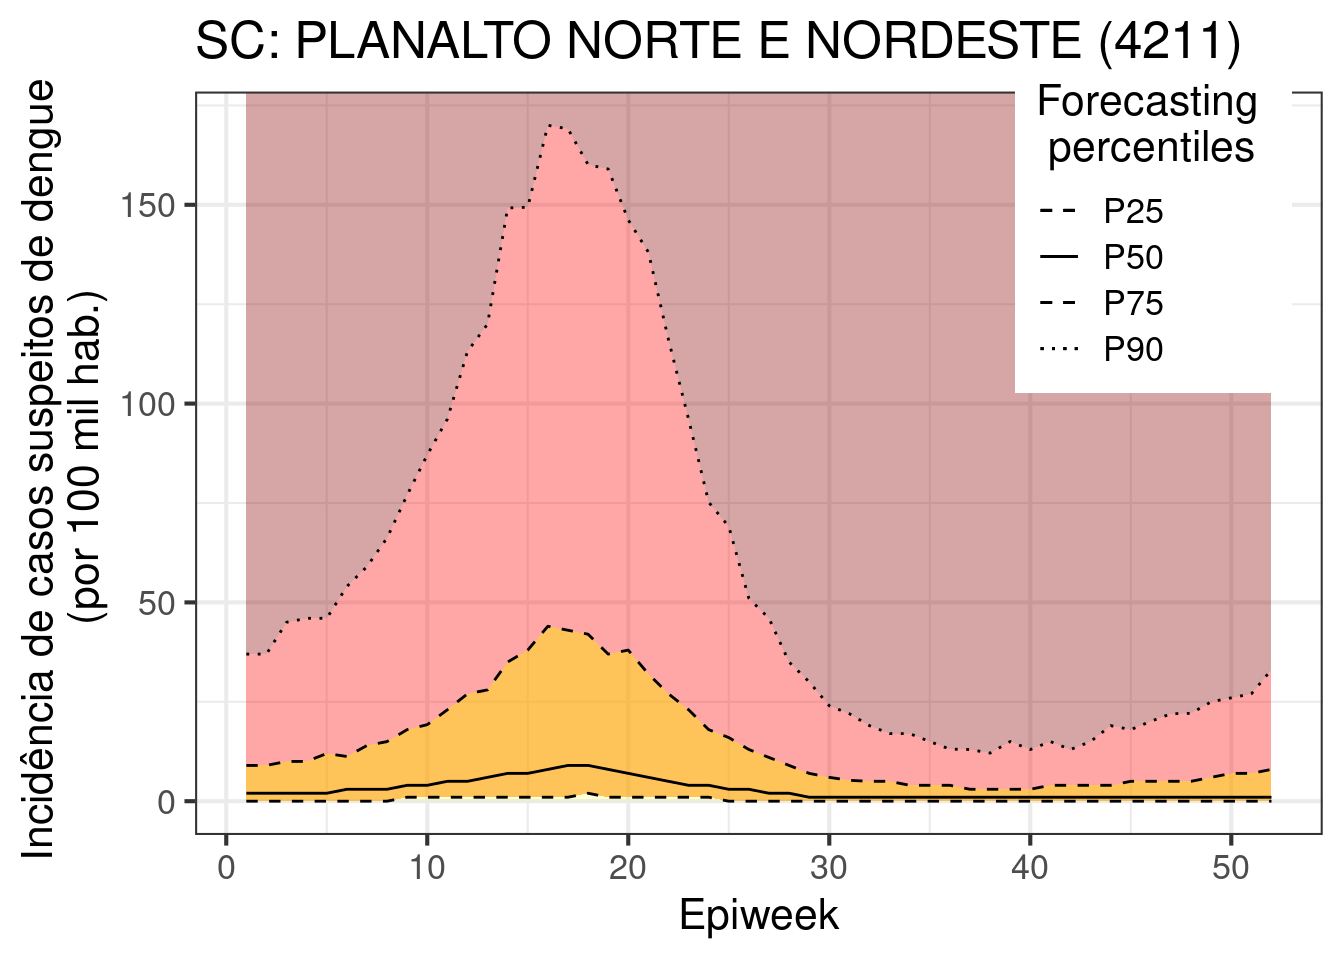 SC: PLANALTO NORTE E NORDESTE (4211)
Incidência de casos suspeitos de dengue
(por 100 mil hab.)
150
100
50
0
Forecasting
percentiles
P25
P50
P75
P90
0 10 20 30 40 50
Epiweek